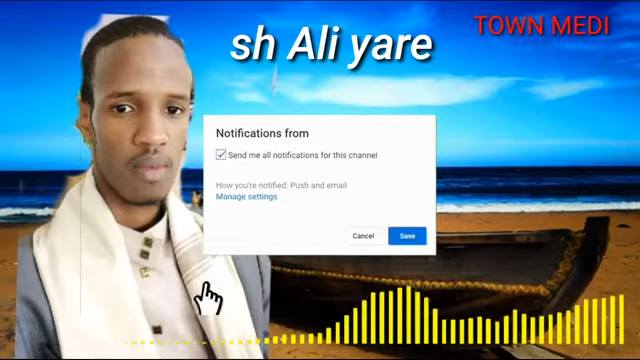 sh Ali yare
TOWN MEDI
Notifications from
Send me all notifications for this channel
How you're notified: Push and email
Manage settings
Cancel
Save